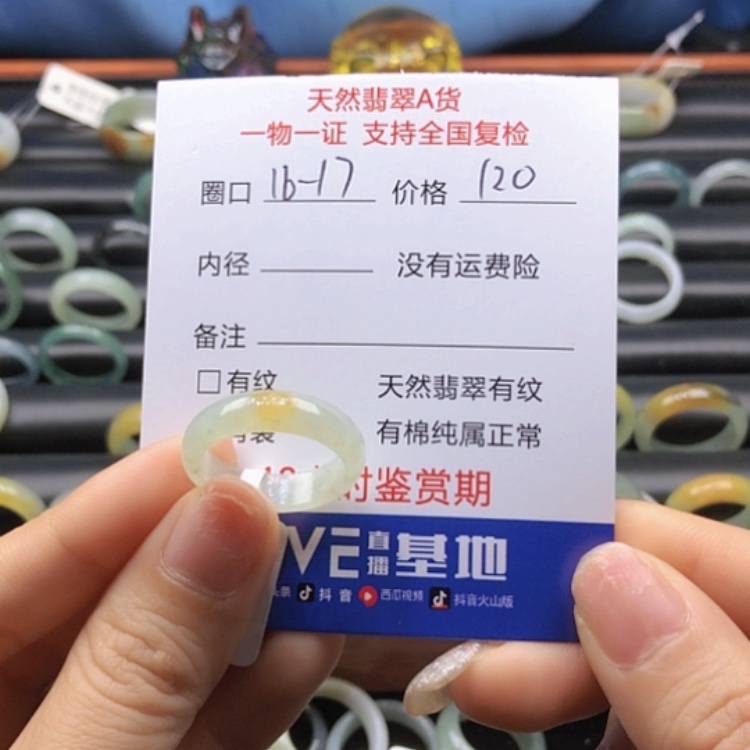 天然翡翠A货
一物一证 支持全国复检
圈口 16-17 价格 120
内径 没有运费险
备注
□有纹 天然翡翠有纹
有棉纯属正常
时鉴赏期
VE 直播 基地
抖音 西瓜视频 抖音火山版